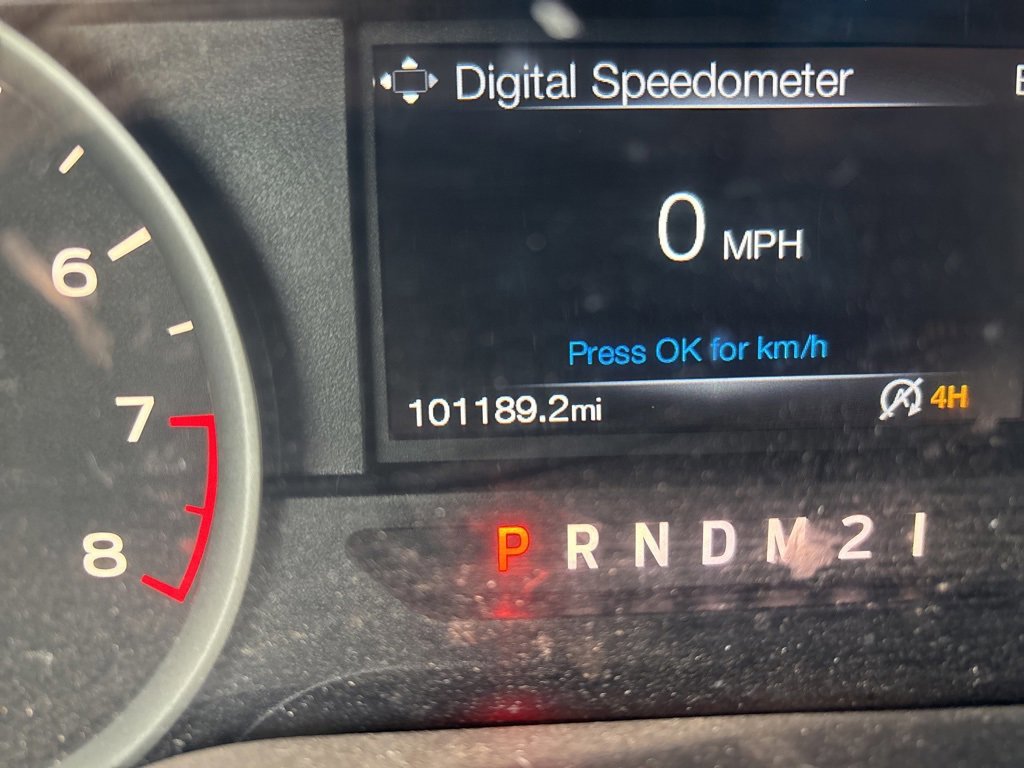 Digital Speedometer
0 MPH
Press OK for km/h
101189.2mi
4H
6
7
8
P R N D M 2 1